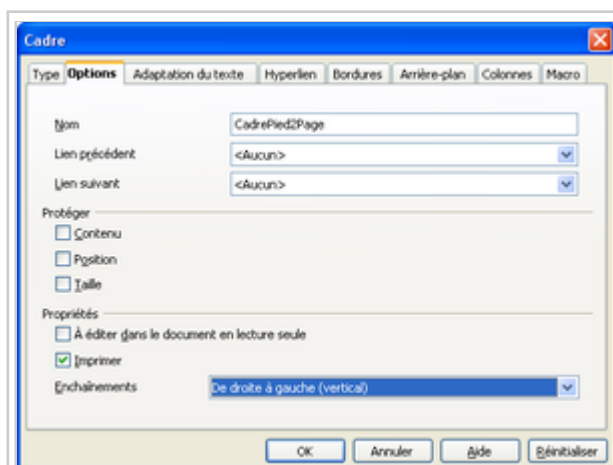 Cadre
Type Options Adaptation du texte Hyperlien Bordures Arrière-plan Colonnes Macro
Nom CadrePied2Page
Lien précédent <Aucun>
Lien suivant <Aucun>
Protéger
Contenu
Position
Taille
Propriétés
À éditer dans le document en lecture seule
Imprimer
Enchaînements De droite à gauche (vertical)
OK Annuler Aide Réinitialiser